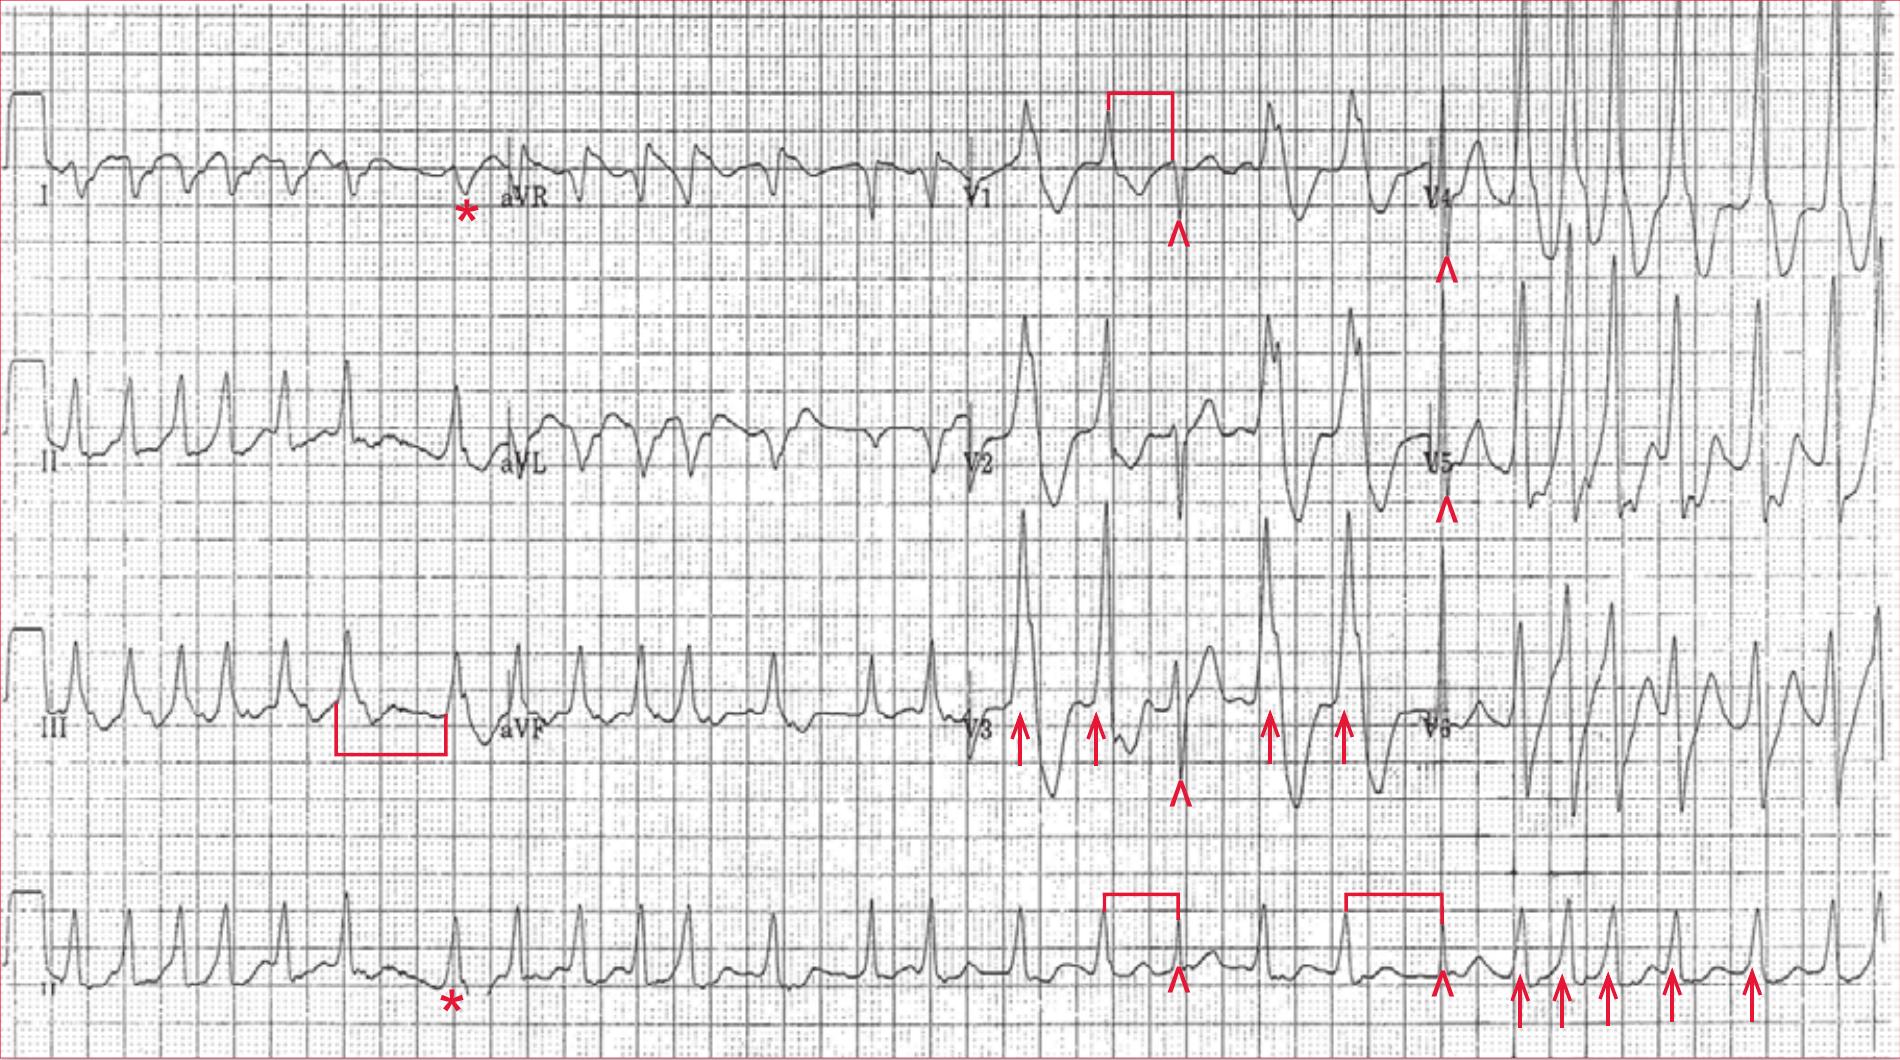 I aVR V1 V4
*
^
^
II aVL V2 V5
^
III aVF V3 V6
^
II
* ^ ^